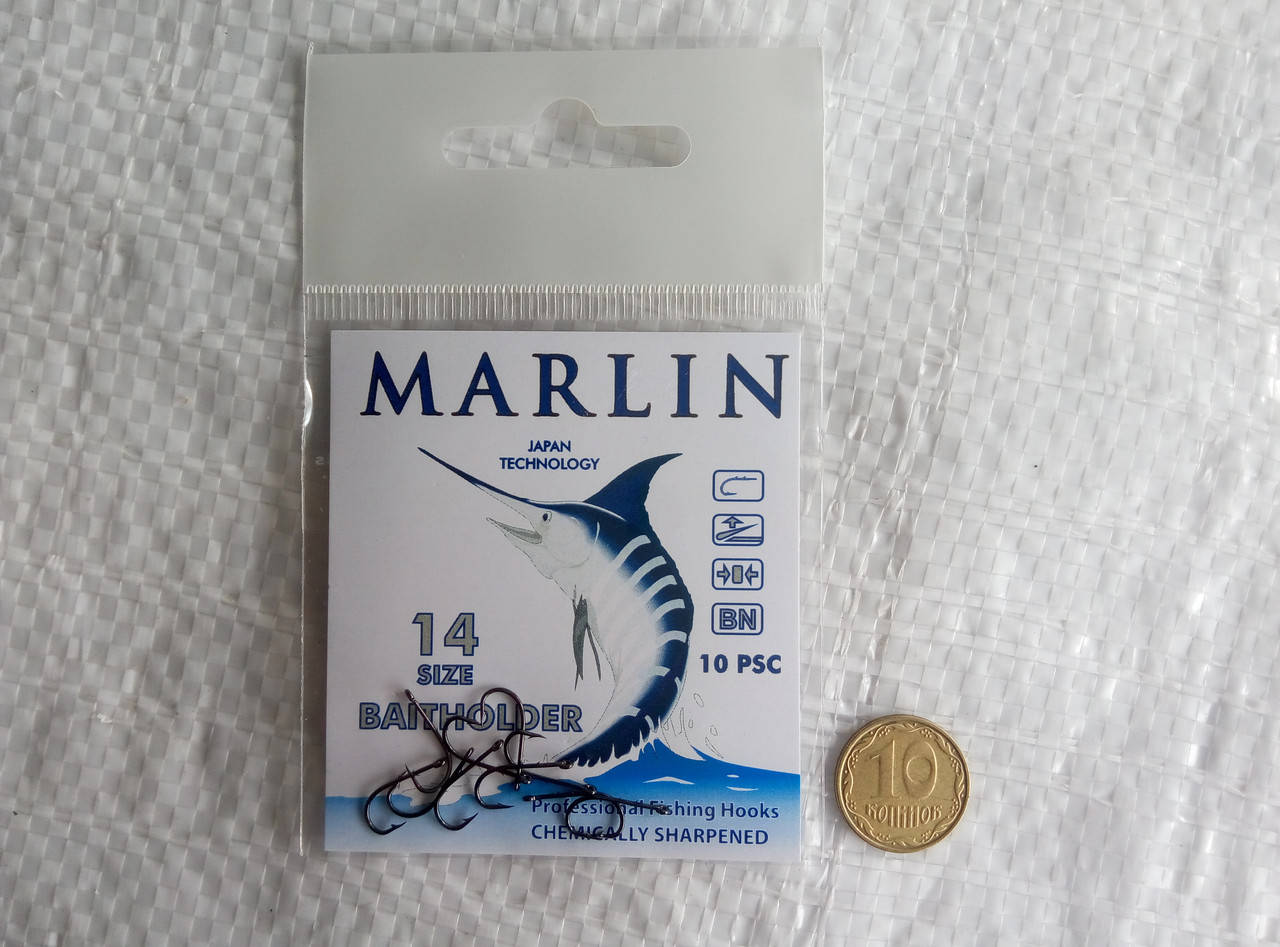 MARLIN
JAPAN
TECHNOLOGY
BN
10 PSC
14
SIZE
BAITHOLDER
Professional Fishing Hooks
CHEMICALLY SHARPENED
10
КОПІЙОК